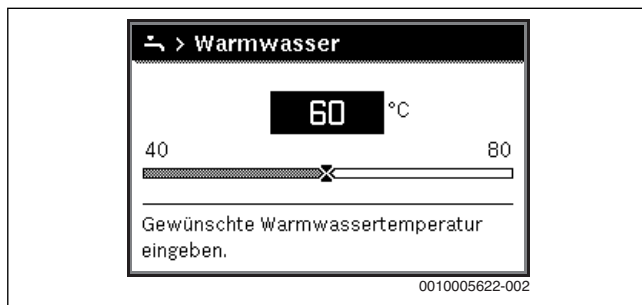 > Warmwasser
60 °C
40 80
Gewünschte Warmwassertemperatur
eingeben.
0010005622-002